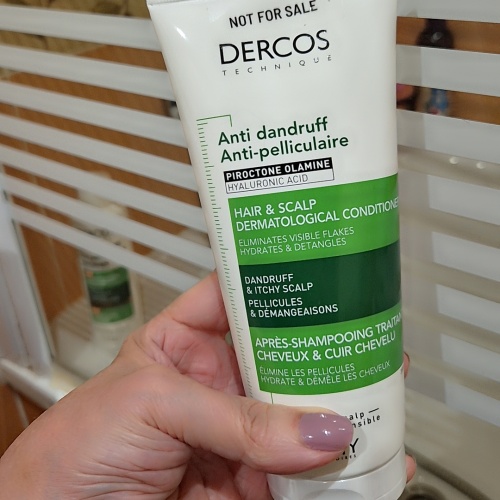 NOT FOR SALE
DERCOS
TECHNIQUE
Anti dandruff
Anti-pelliculaire
PIROCTONE OLAMINE
HYALURONIC ACID
HAIR & SCALP
DERMATOLOGICAL
ELIMINATES VISIBLE FLAKES
HYDRATES & DETANGLES
DANDRUFF
& ITCHY SCALP
PELLICULES
& DÉMANGEAISONS
APRÈS-SHAMPOOING
CHEVEUX & CUIR CHEVELU
ÉLIMINE LES PELLICULES
HYDRATE & DÉMÊLE LES CHEVEUX